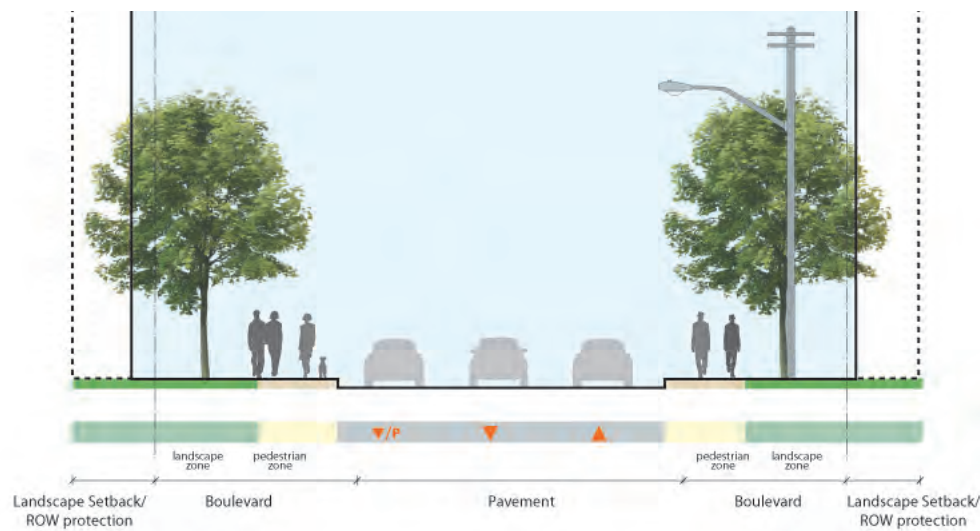 ▼/P
landscape
zone
pedestrian
zone
pedestrian
zone
landscape
zone
Landscape Setback/
ROW protection
Boulevard
Pavement
Boulevard
Landscape Setback/
ROW protection